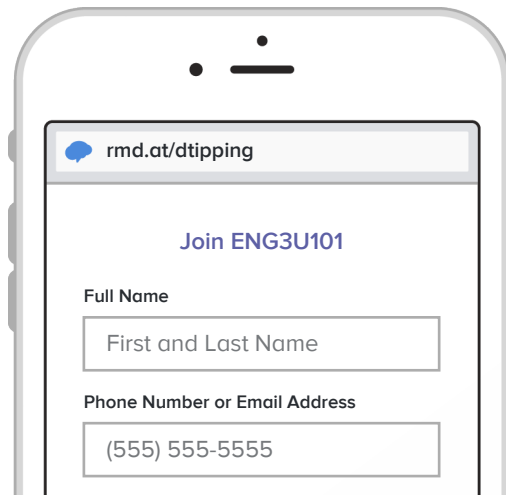 rmd.at/dtipping
Join ENG3U101
Full Name
First and Last Name
Phone Number or Email Address
(555) 555-5555